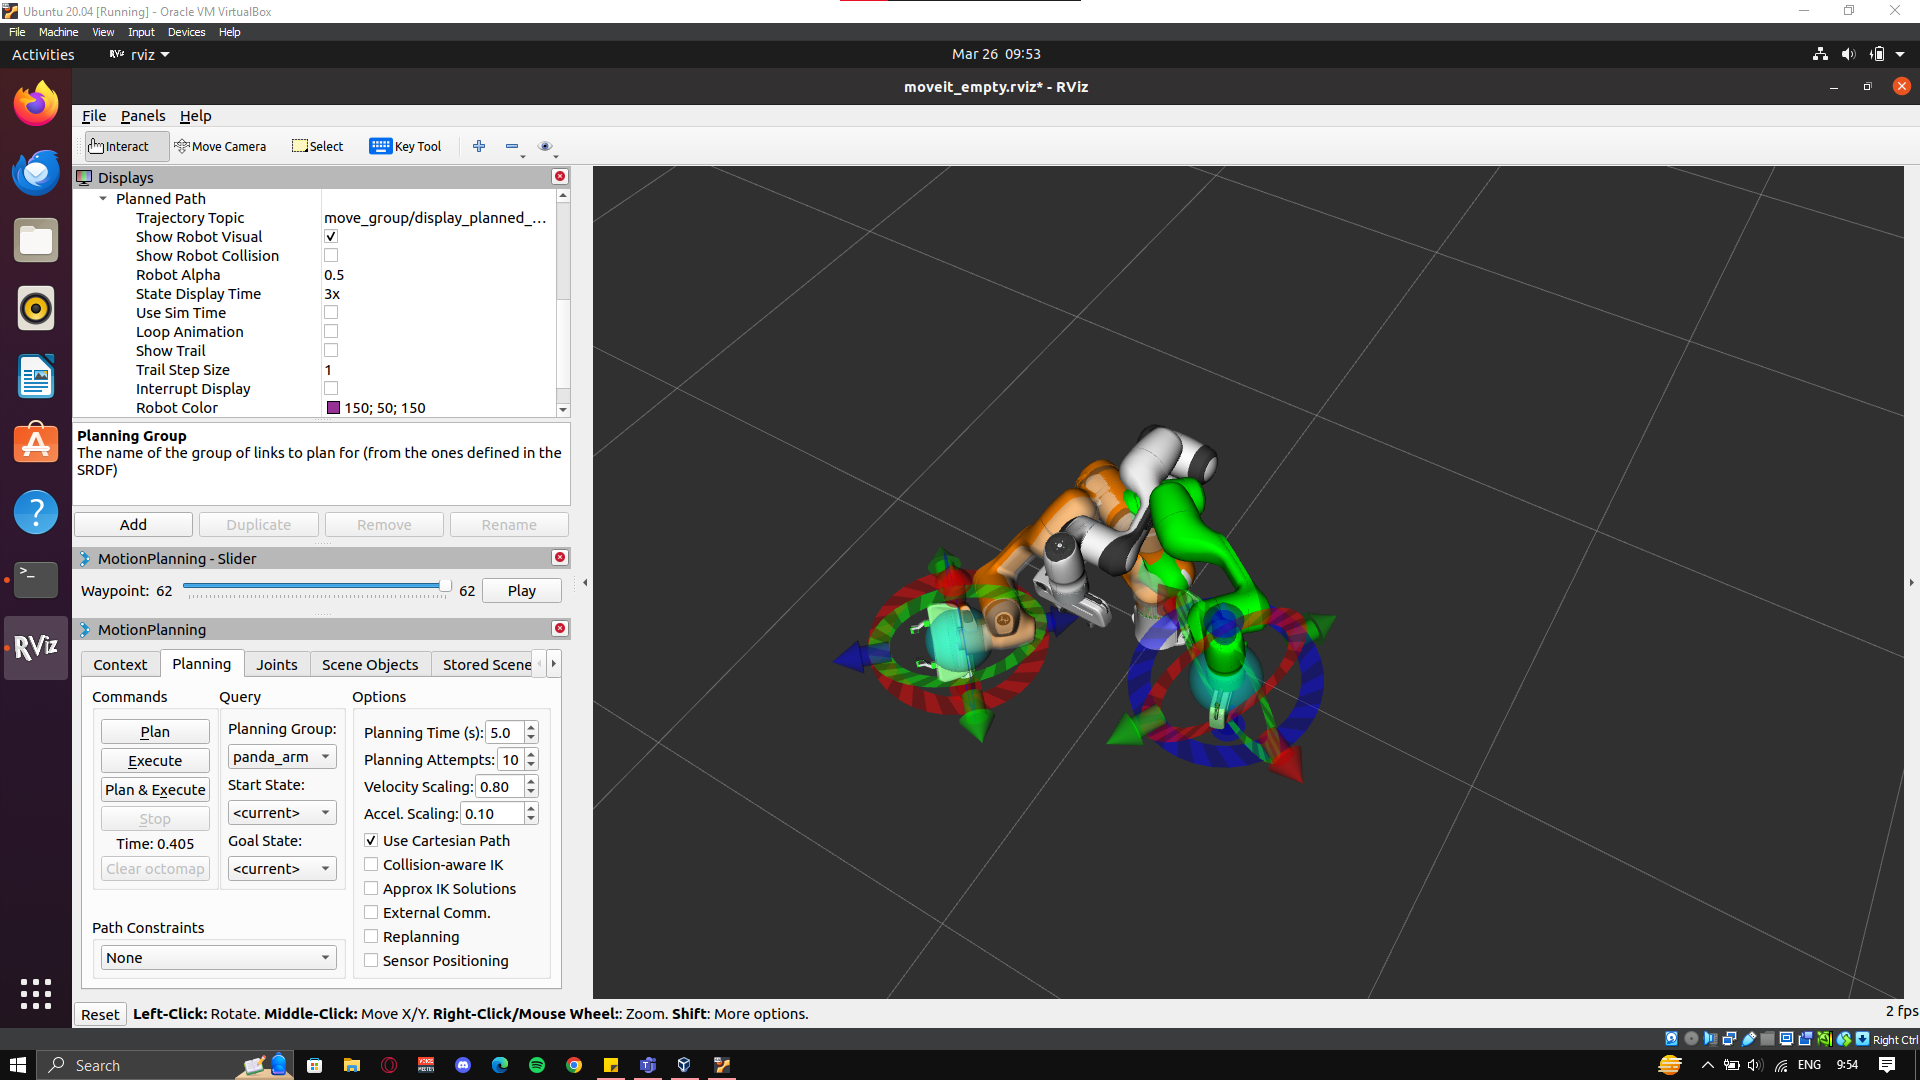 Ubuntu 20.04 [Running] - Oracle VM VirtualBox
File Machine View Input Devices Help
Activities RViz rviz Mar 26 09:53
moveit_empty.rviz* - RViz
File Panels Help
Interact Move Camera Select Key Tool
Displays
Planned Path
Trajectory Topic move_group/display_planned_...
Show Robot Visual
Show Robot Collision
Robot Alpha 0.5
State Display Time 3x
Use Sim Time
Loop Animation
Show Trail
Trail Step Size 1
Interrupt Display
Robot Color 150; 50; 150
Planning Group
The name of the group of links to plan for (from the ones defined in the
SRDF)
Add Duplicate Remove Rename
MotionPlanning - Slider
Waypoint: 62 62 Play
MotionPlanning
Context Planning Joints Scene Objects Stored Scene
Commands Query Options
Plan
Execute
Plan & Execute
Stop
Time: 0.405
Clear octomap
Planning Group:
panda_arm
Start State:
<current>
Goal State:
<current>
Planning Time (s): 5.0
Planning Attempts: 10
Velocity Scaling: 0.80
Accel. Scaling: 0.10
Use Cartesian Path
Collision-aware IK
Approx IK Solutions
External Comm.
Replanning
Sensor Positioning
Path Constraints
None
RViz
Reset Left-Click: Rotate. Middle-Click: Move X/Y. Right-Click/Mouse Wheel:: Zoom. Shift: More options. 2 fps
Right Ctrl
Search ENG 9:54